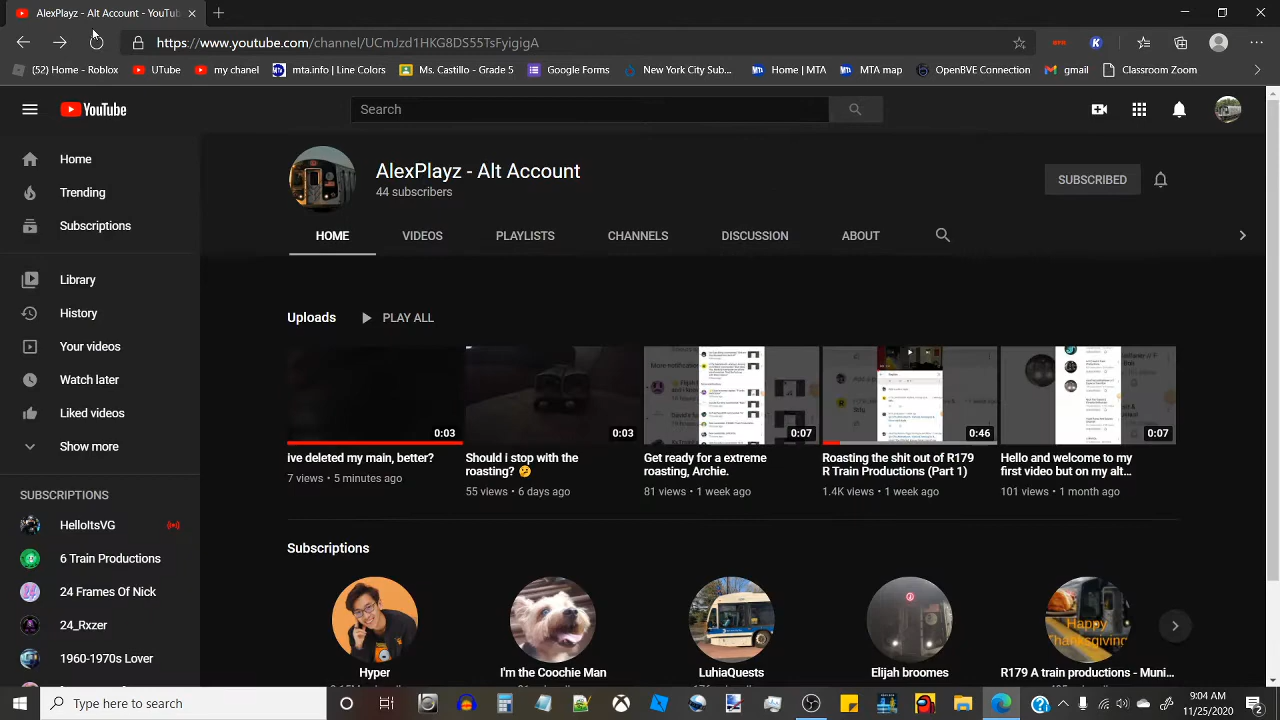 AlexPlayz - Alt Account - YouTub
https://www.youtube.com/channel/UCmJzd1HKG8DS55TsFyigigA
(52) Home - Roblox
UTube
my chanel
mta.info | Line Colors
Ms. Castillo - Grade 5
Google Forms
New York City Sub...
Home | MTA
MTA map
OpenBVE Connection
gmail
Classroom Zoom
YouTube
Search
Home
Trending
Subscriptions
Library
History
Your videos
Watch later
Liked videos
Show more
SUBSCRIPTIONS
HelloItsVG
6 Train Productions
24 Frames Of Nick
24_Rxzer
1960-1970s Lover
AlexPlayz - Alt Account
44 subscribers
SUBSCRIBED
HOME
VIDEOS
PLAYLISTS
CHANNELS
DISCUSSION
ABOUT
Uploads
PLAY ALL
0:03
0:03
0:07
0:46
0:07
ive deleted my main, never?
7 views • 5 minutes ago
Should i stop with the
roasting? 🤔
55 views • 6 days ago
Get ready for a extreme
roasting, Archie.
81 views • 1 week ago
Roasting the shit out of R179
R Train Productions (Part 1)
1.4K views • 1 week ago
Hello and welcome to my
first video but on my alt...
101 views • 1 month ago
Subscriptions
Happy
Thanksgiving
Hyper
I'm the Coochie Man
LuhiaQuests
Elijah broomes
R179 A train productions - Muni...
Type here to search
9:04 AM
11/25/2020
2